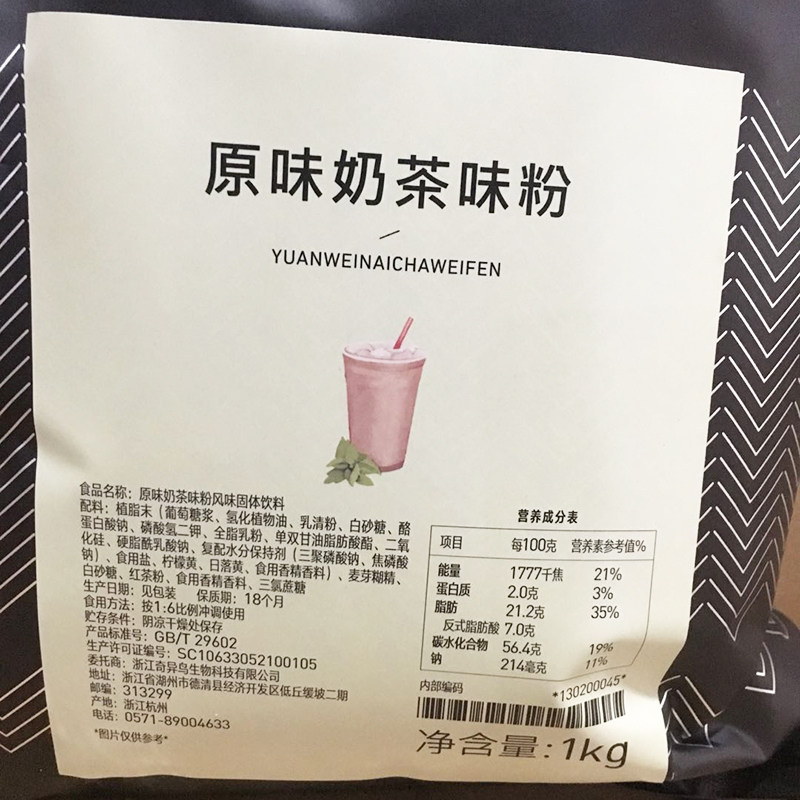 原味奶茶味粉
YUANWEINAICHAWEIFEN
食品名称：原味奶茶味粉风味固体饮料
配料：植脂末（葡萄糖浆、氢化植物油、乳清粉、白砂糖、酪
蛋白酸钠、磷酸氢二钾、全脂乳粉、单双甘油脂肪酸酯、二氧
化硅、硬脂酰乳酸钠、复配水分保持剂（三聚磷酸钠、焦磷酸
钠）、食用盐、柠檬黄、日落黄、食用香精香料）、麦芽糊精、
白砂糖、红茶粉、食用香精香料、三氯蔗糖
生产日期：见包装 保质期：18个月
食用方法：按1:6比例冲调使用
贮存条件：阴凉干燥处保存
产品标准号：GB/T 29602
生产许可证编号：SC10633052100105
委托商：浙江奇异鸟生物科技有限公司
地址：浙江省湖州市德清县经济开发区低丘缓坡二期
邮编：313299
产地：浙江杭州
电话：0571-89004633
*图片仅供参考*
营养成分表
项目 每100克 营养素参考值%
能量 1777千焦 21%
蛋白质 2.0克 3%
脂肪 21.2克 35%
反式脂肪酸 7.0克
碳水化合物 56.4克 19%
钠 214毫克 11%
内部编码 *130200045*
净含量：1kg